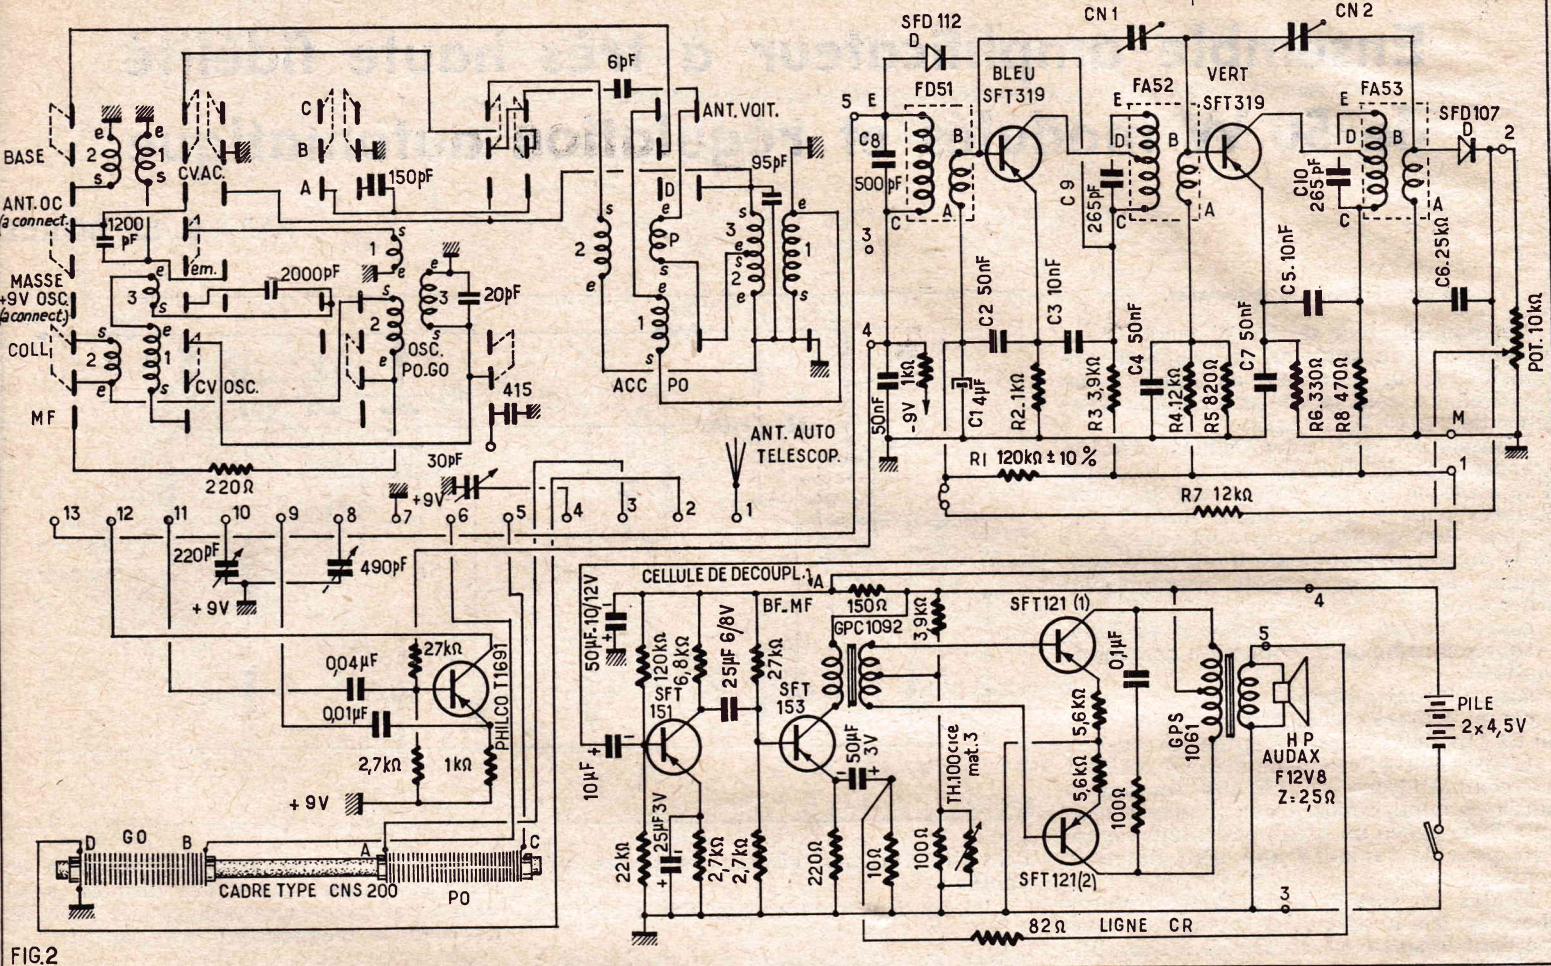 SFD 112
D
CN 1
CN 2
6pF
BLEU
SFT319
VERT
SFT319
5 E
FD51
FA52
FA53
SFD107
D
2
C
B
A
BASE
ANT.OC
(a connect.)
MASSE
+9V OSC.
(a connect.)
COLL
MF
e
2
s
e
1
s
CV.AC.
150pF
ANT. VOIT.
95pF
D
1200
pF
em.
2000pF
20pF
3
2
1
OSC.
PO.GO
CV OSC.
415
220Ω
30pF
+9V
ACC PO
P
ANT. AUTO
TELESCOP.
C8
500pF
B
A
C
D
E
C9
265pF
C10
265pF
3
4
50nF
1kΩ
-9V
C1 4µF
C2 50nF
C3 10nF
R2.1kΩ
R3 3,9kΩ
C4 50nF
R4.12kΩ
R5 820Ω
C7 50nF
C5.10nF
R6.330Ω
R8 470Ω
C6.25kΩ
POT. 10kΩ
M
1
R1 120kΩ ± 10 %
R7 12kΩ
13 12 11 10 9 8 7 6 5 4 3 2 1
220pF
490pF
+9V
27kΩ
0,04µF
0,01µF
PHILCO T1691
2,7kΩ
1kΩ
+9V
D GO B A C
CADRE TYPE CNS 200
PO
CELLULE DE DECOUPL. A
BF-MF
150Ω
50µF-10/12V
120kΩ
6,8kΩ
25µF 6/8V
27kΩ
GPC1092
3,9kΩ
SFT121 (1)
SFT
151
SFT
153
10µF
50µF
3V
TH.100cice
mat.3
5,6kΩ
5,6kΩ
0,1µF
100Ω
GPS
1061
4
5
HP
AUDAX
F12V8
Z=2,5Ω
PILE
2x4,5V
22kΩ
25µF 3V
2,7kΩ
2,7kΩ
220Ω
10Ω
100Ω
SFT121(2)
3
82Ω LIGNE CR
FIG.2